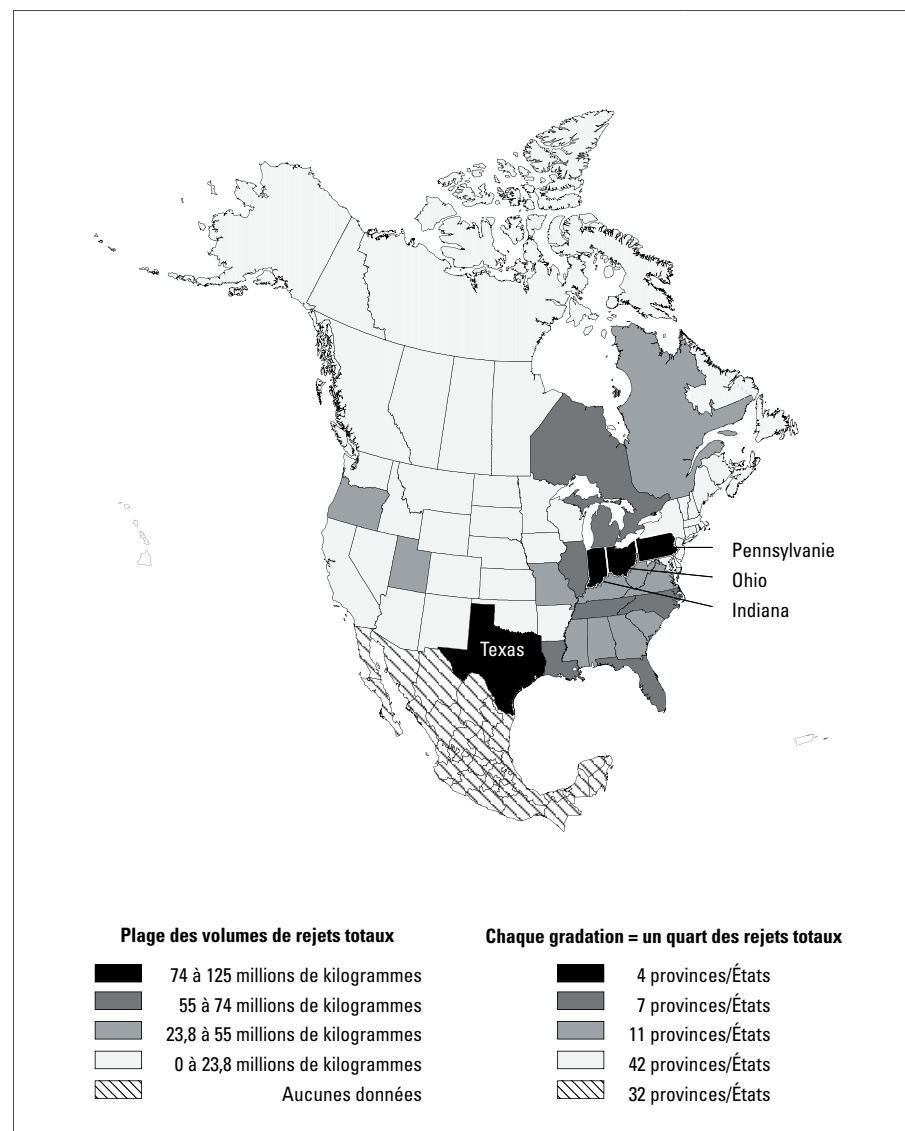 Pennsylvanie
Ohio
Indiana
Texas
Plage des volumes de rejets totaux
74 à 125 millions de kilogrammes
55 à 74 millions de kilogrammes
23,8 à 55 millions de kilogrammes
0 à 23,8 millions de kilogrammes
Aucunes données
Chaque gradation = un quart des rejets totaux
4 provinces/États
7 provinces/États
11 provinces/États
42 provinces/États
32 provinces/États